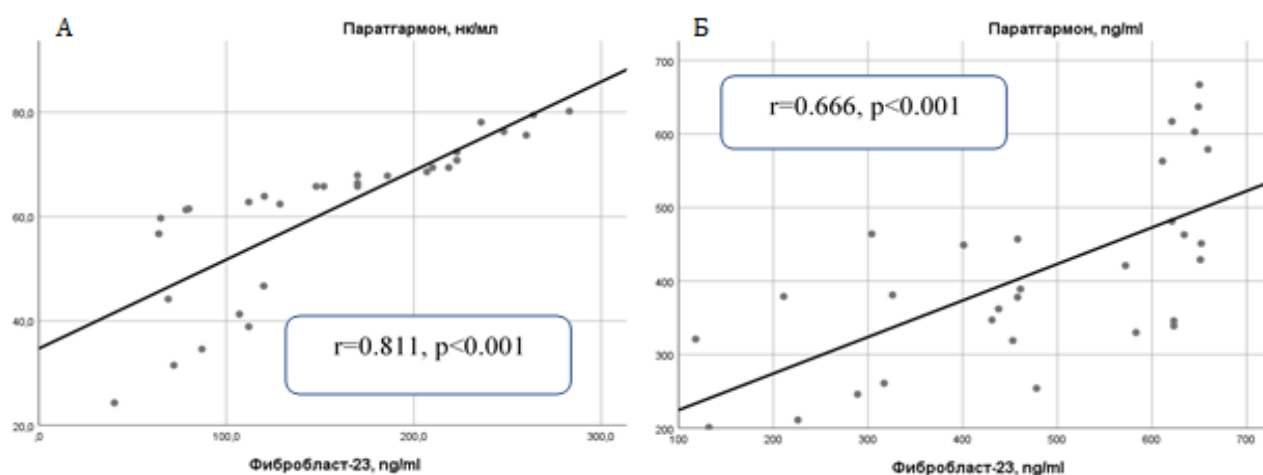 А
Паратгармон, нк/мл
80,0
60,0
40,0
20,0
r=0.811, p<0.001
,0
100,0
200,0
300,0
Фибробласт-23, ng/ml
Б
Паратгармон, ng/ml
700
600
500
400
300
200
r=0.666, p<0.001
100
200
300
400
500
600
700
Фибробласт-23, ng/ml